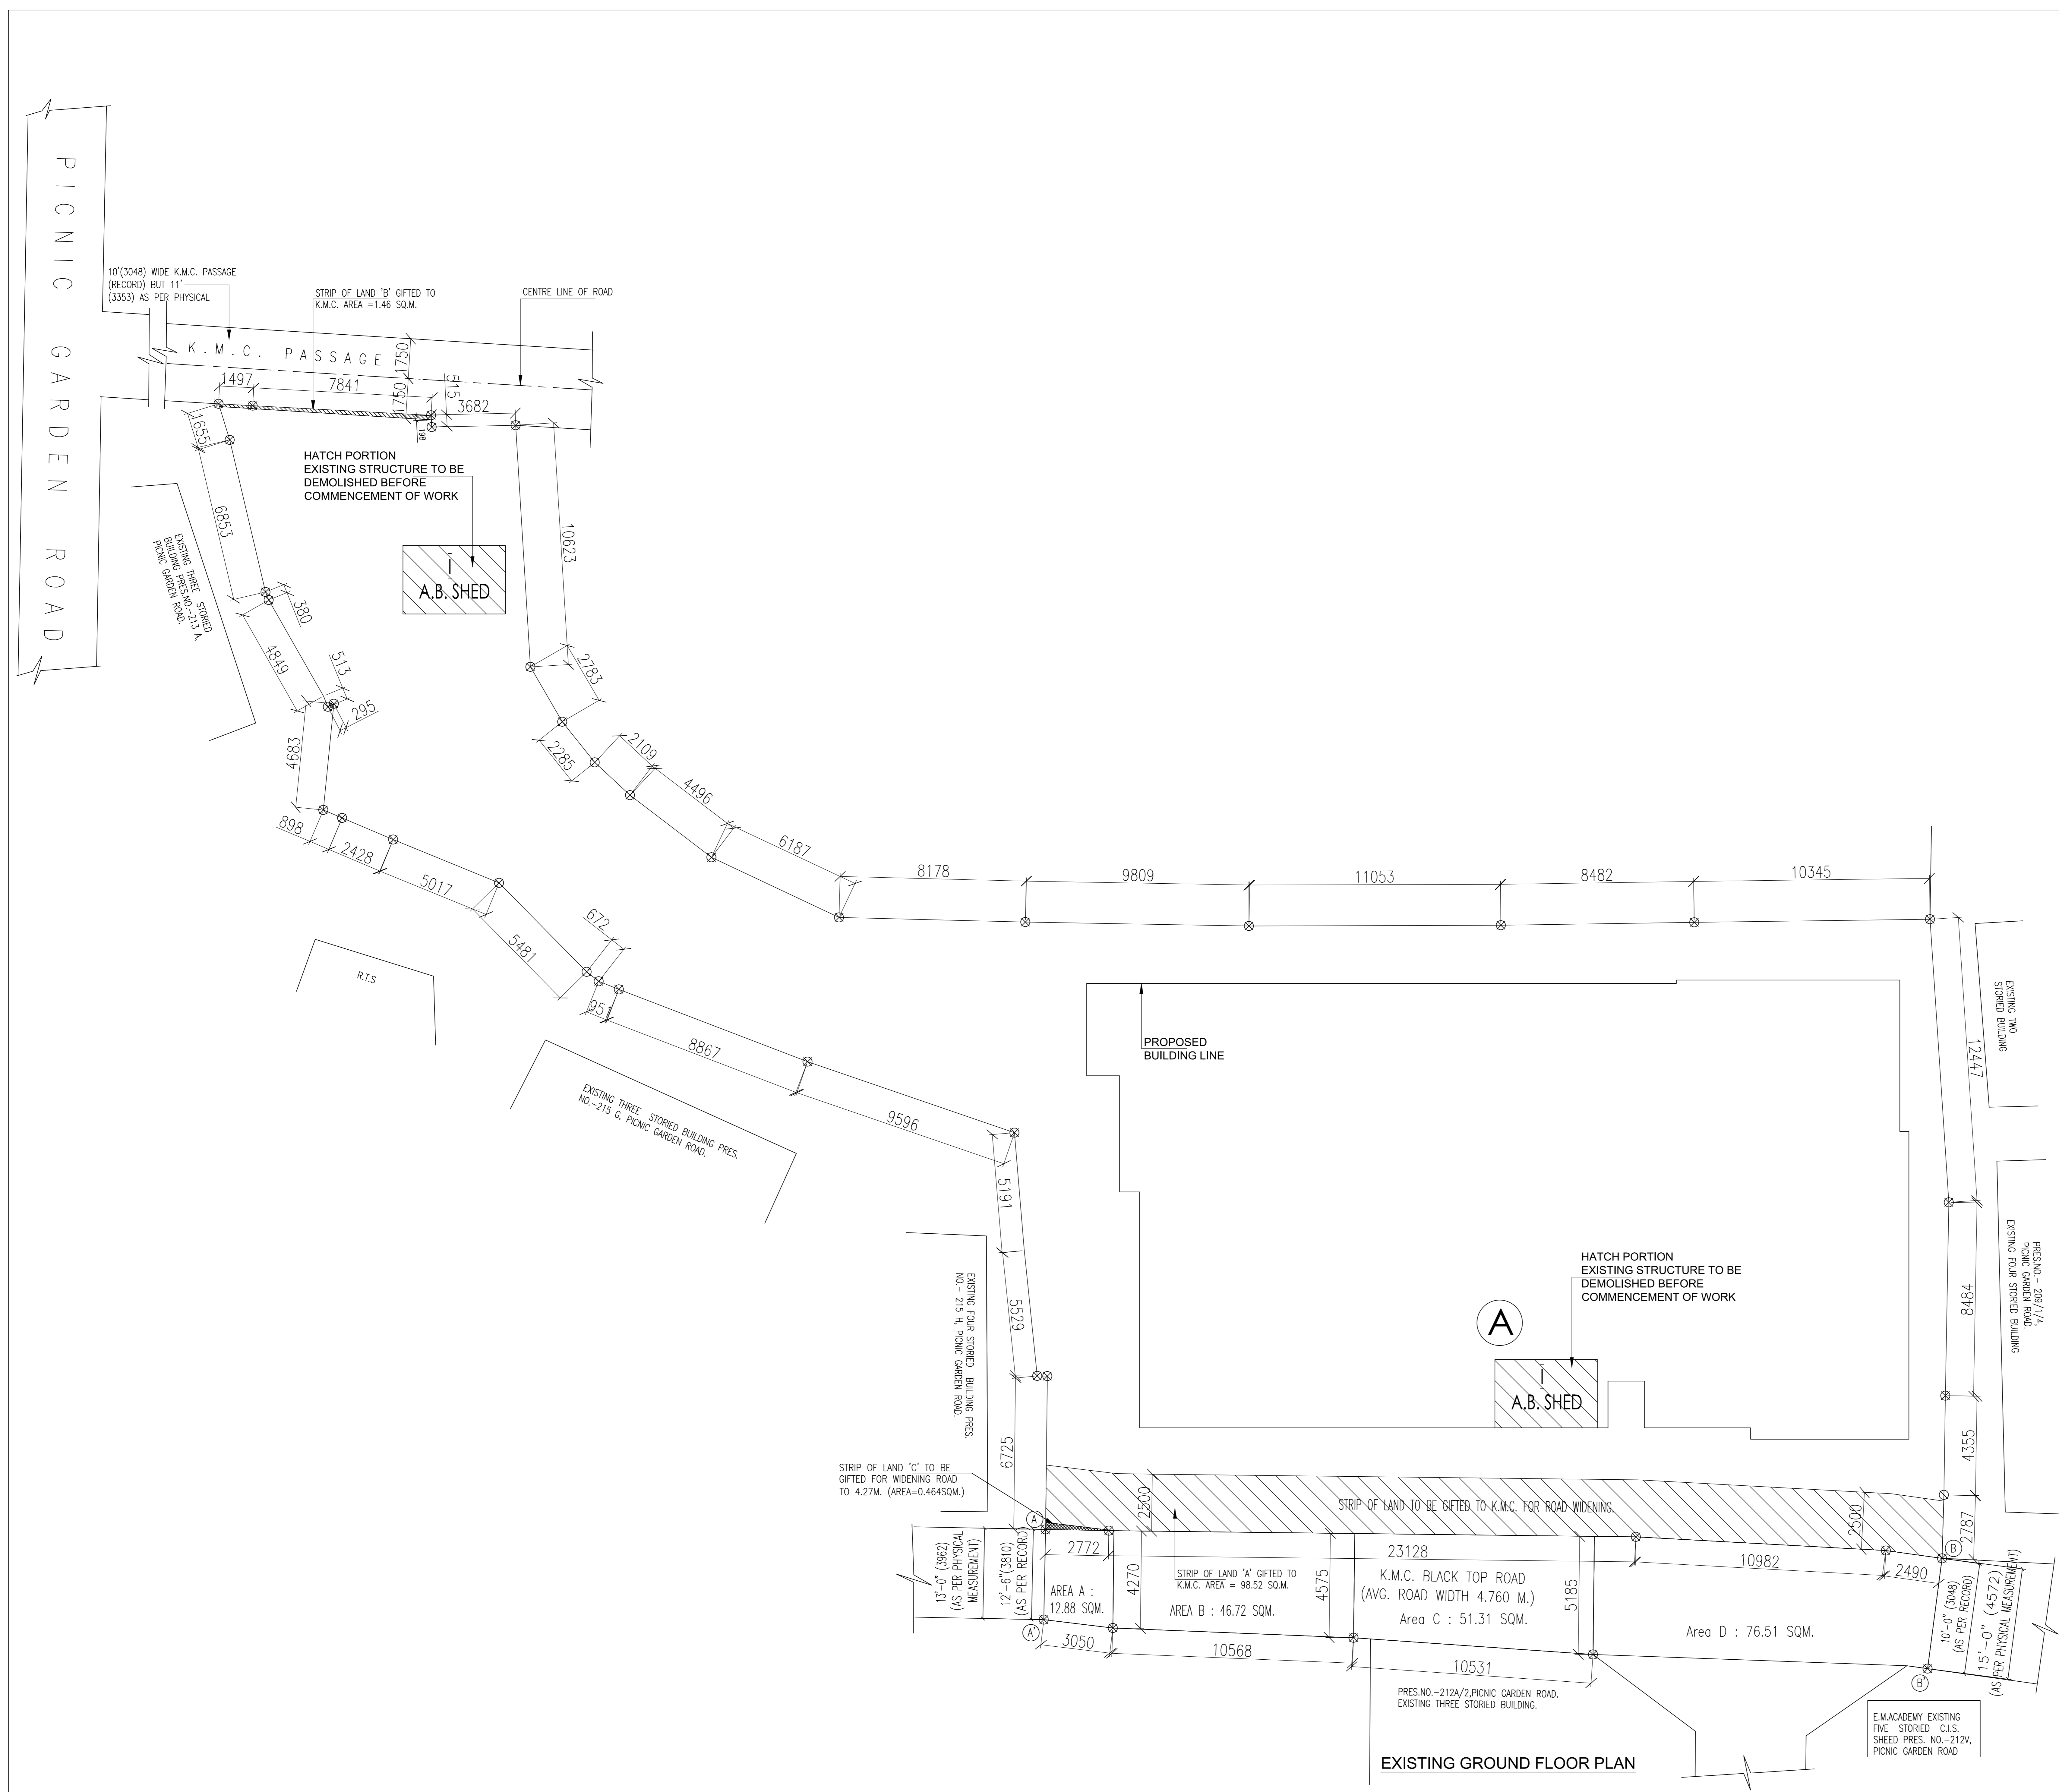 PICNIC GARDEN ROAD
10'(3048) WIDE K.M.C. PASSAGE
(RECORD) BUT 11'
(3353) AS PER PHYSICAL
STRIP OF LAND 'B' GIFTED TO
K.M.C. AREA =1.46 SQ.M.
CENTRE LINE OF ROAD
K.M.C. PASSAGE
1750
1750
515
1497
7841
3682
198
1655
6853
380
4849
513
295
4683
HATCH PORTION
EXISTING STRUCTURE TO BE
DEMOLISHED BEFORE
COMMENCEMENT OF WORK
I
A.B. SHED
10623
2783
2285
2109
4496
6187
8178
9809
11053
8482
10345
EXISTING THREE STORIED
BUILDING PRES.NO.-213 A,
PICNIC GARDEN ROAD.
898
2428
5017
5481
672
951
8867
9596
R.T.S
EXISTING THREE STORIED BUILDING PRES.
NO.-215 G, PICNIC GARDEN ROAD.
PROPOSED
BUILDING LINE
EXISTING TWO
STORIED BUILDING
12447
5191
5529
6725
EXISTING FOUR STORIED BUILDING PRES.
NO.- 215 H, PICNIC GARDEN ROAD.
PRES.NO.- 209/1/4,
PICNIC GARDEN ROAD.
EXISTING FOUR STORIED BUILDING
8484
4355
2787
HATCH PORTION
EXISTING STRUCTURE TO BE
DEMOLISHED BEFORE
COMMENCEMENT OF WORK
A
I
A.B. SHED
STRIP OF LAND 'C' TO BE
GIFTED FOR WIDENING ROAD
TO 4.27M. (AREA=0.464SQM.)
2500
STRIP OF LAND TO BE GIFTED TO K.M.C. FOR ROAD WIDENING.
2500
A
B
13'-0" (3962)
(AS PER PHYSICAL
MEASUREMENT)
12'-6"(3810)
(AS PER RECORD)
2772
23128
10982
2490
AREA A :
12.88 SQM.
4270
STRIP OF LAND 'A' GIFTED TO
K.M.C. AREA = 98.52 SQ.M.
AREA B : 46.72 SQM.
4575
K.M.C. BLACK TOP ROAD
(AVG. ROAD WIDTH 4.760 M.)
Area C : 51.31 SQM.
5185
Area D : 76.51 SQM.
10'-0" (3048)
(AS PER RECORD)
15'-0" (4572)
(AS PER PHYSICAL MEASUREMENT)
A'
3050
10568
10531
B'
PRES.NO.-212A/2,PICNIC GARDEN ROAD.
EXISTING THREE STORIED BUILDING.
E.M.ACADEMY EXISTING
FIVE STORIED C.I.S.
SHEED PRES. NO.-212V,
PICNIC GARDEN ROAD
EXISTING GROUND FLOOR PLAN